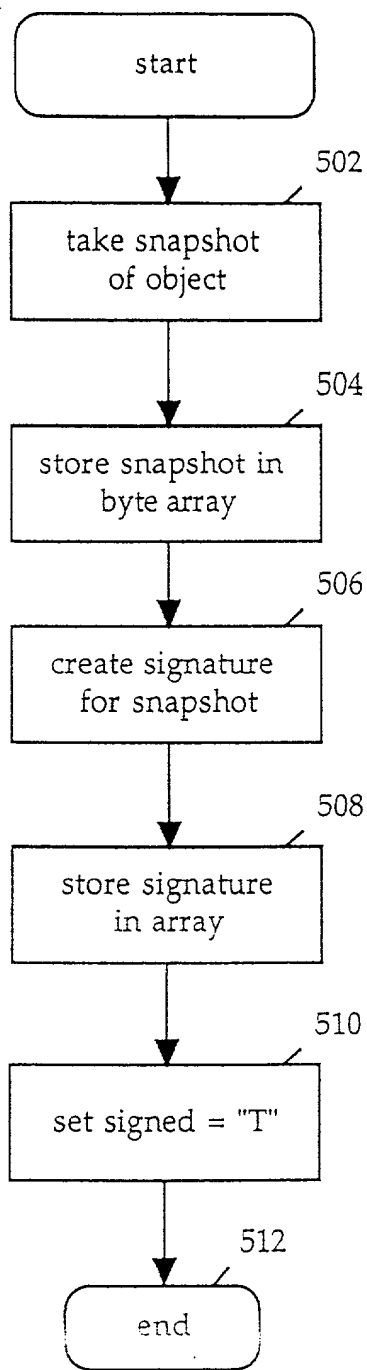 start
502
take snapshot
of object
504
store snapshot in
byte array
506
create signature
for snapshot
508
store signature
in array
510
set signed = "T"
512
end